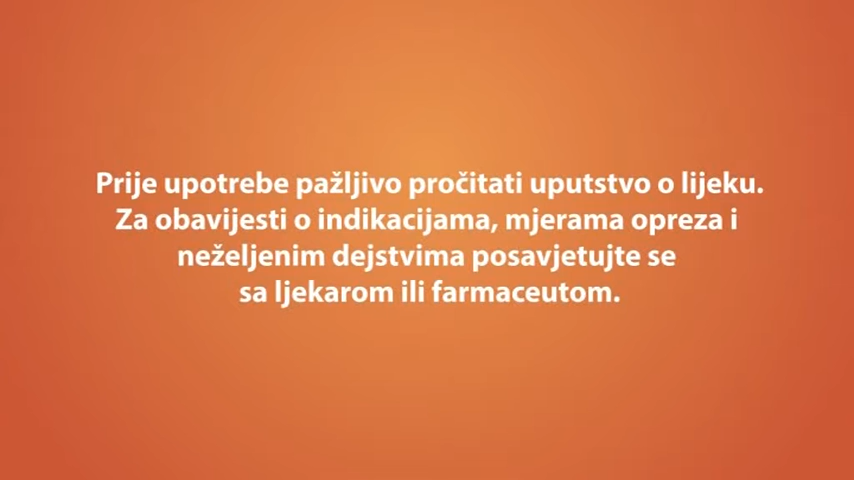 Prije upotrebe pažljivo pročitati uputstvo o lijeku.
Za obavijesti o indikacijama, mjerama opreza i
neželjenim dejstvima posavjetujte se
sa ljekarom ili farmaceutom.